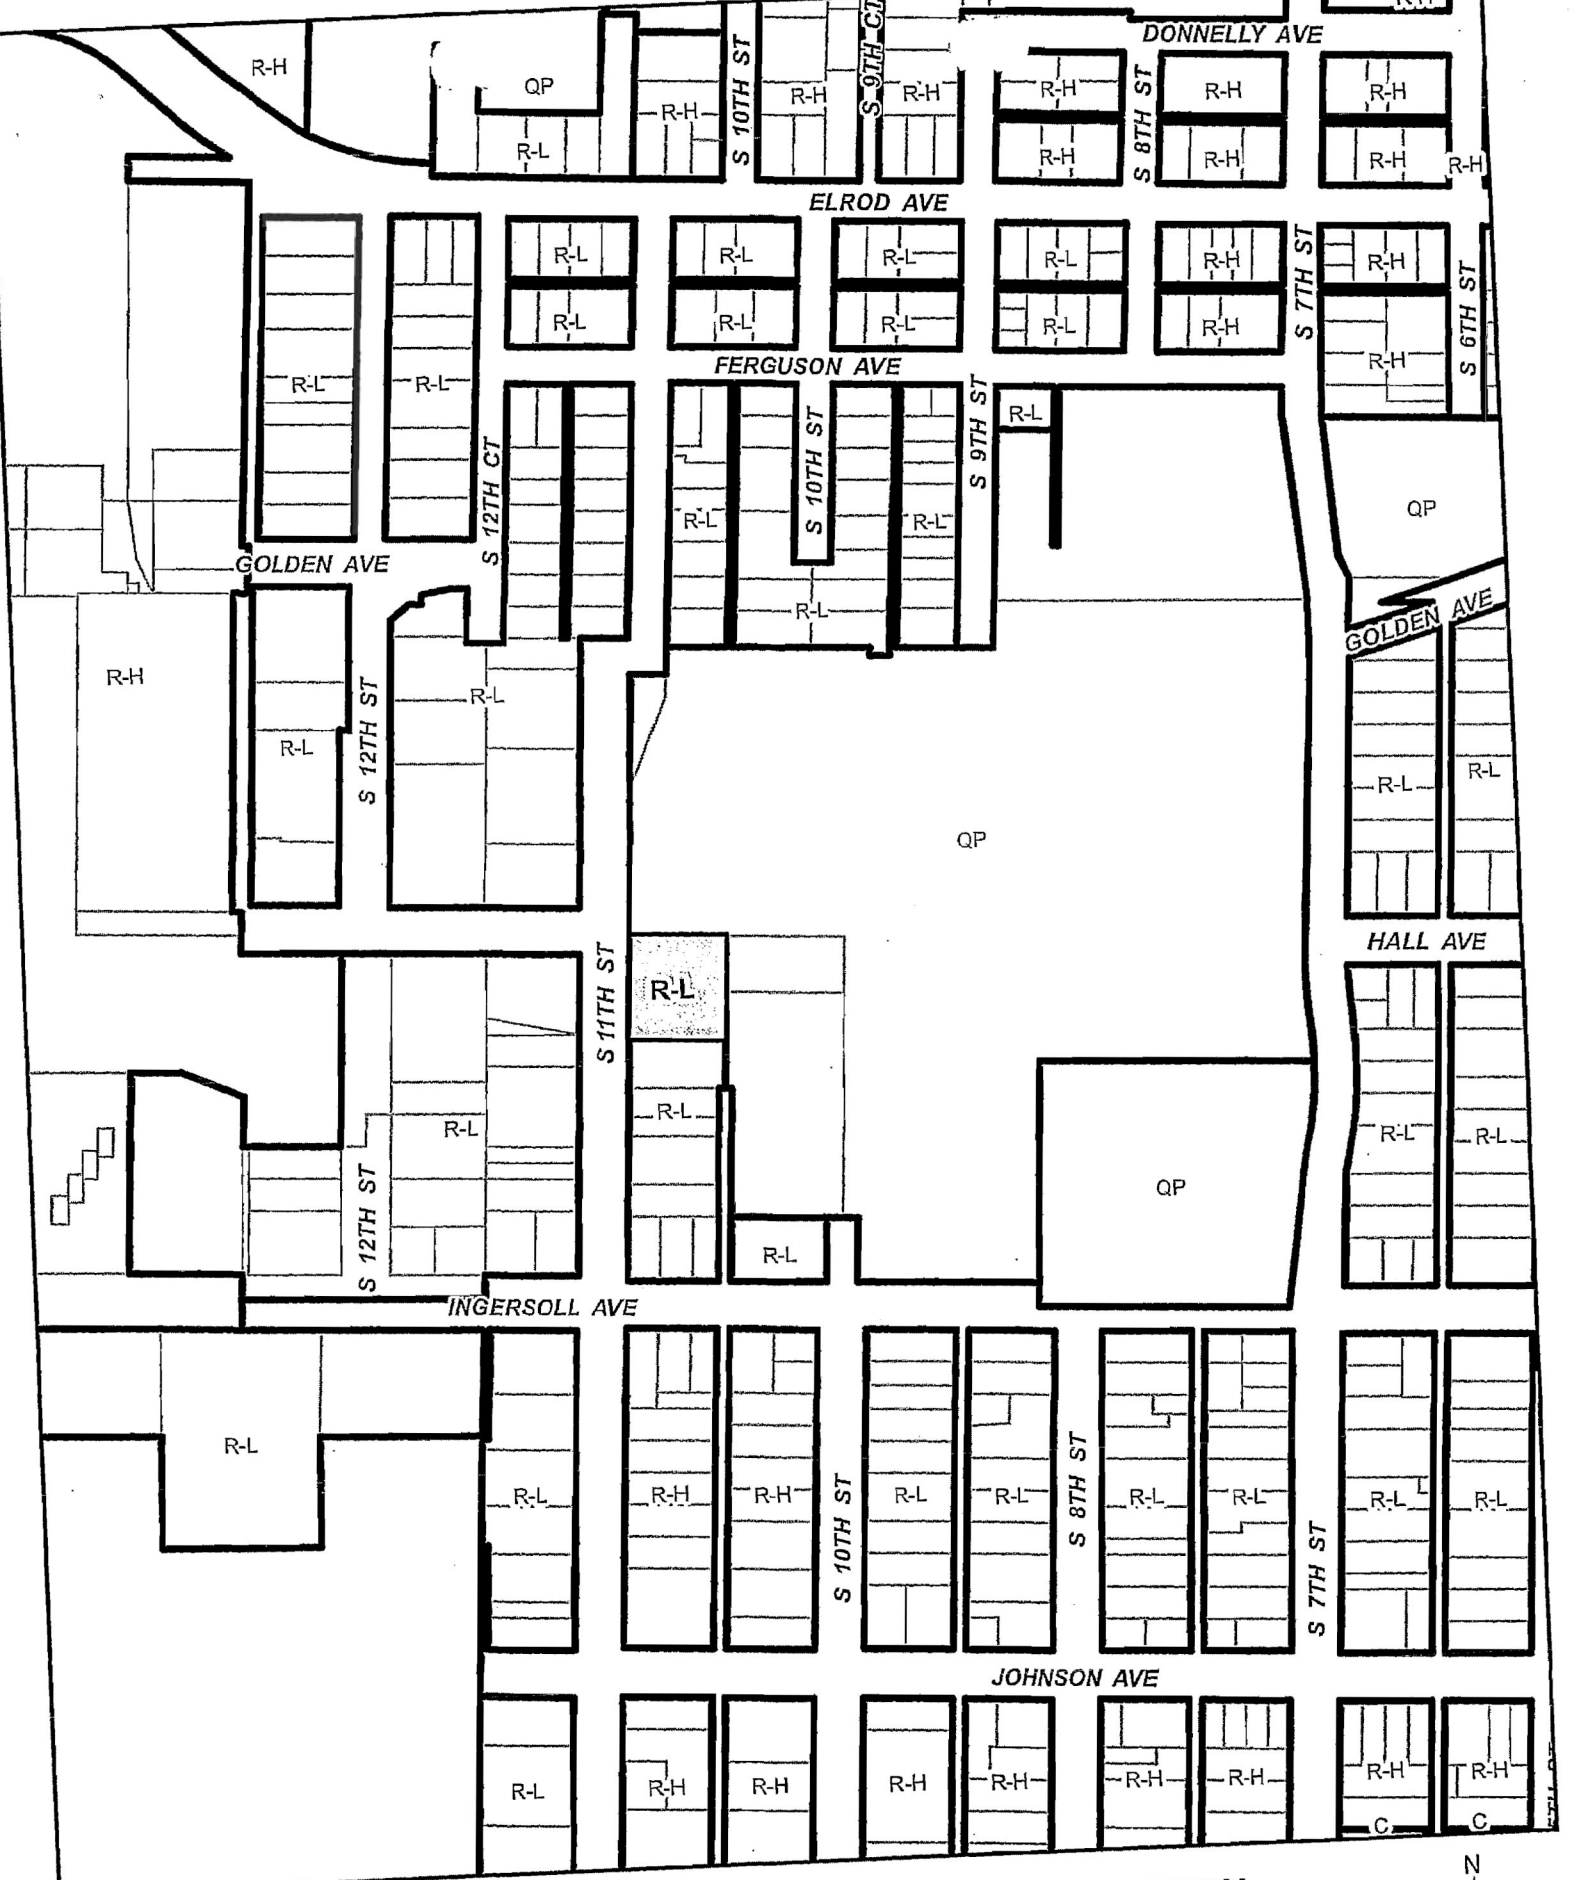 DONNELLY AVE
R-H
QP
R-H
S 10TH ST
R-H
S 9TH CT
R-H
R-H
S 8TH ST
R-H
R-H
R-L
R-H
R-H
R-H
R-H
ELROD AVE
R-L
R-L
R-L
R-L
R-H
S 7TH ST
R-H
S 6TH ST
R-L
R-L
R-L
R-L
R-H
R-H
FERGUSON AVE
R-L
R-L
S 12TH CT
S 10TH ST
S 9TH ST
R-L
R-L
R-L
QP
GOLDEN AVE
R-L
GOLDEN AVE
R-H
R-L
S 12TH ST
R-L
R-L
R-L
QP
HALL AVE
S 11TH ST
R-L
R-L
R-L
R-L
R-L
S 12TH ST
QP
R-L
INGERSOLL AVE
R-L
R-L
R-H
R-H
S 10TH ST
R-L
R-L
S 8TH ST
R-L
R-L
S 7TH ST
R-L
R-L
JOHNSON AVE
R-L
R-H
R-H
R-H
R-H
R-H
R-H
R-H
R-H
C
C
N